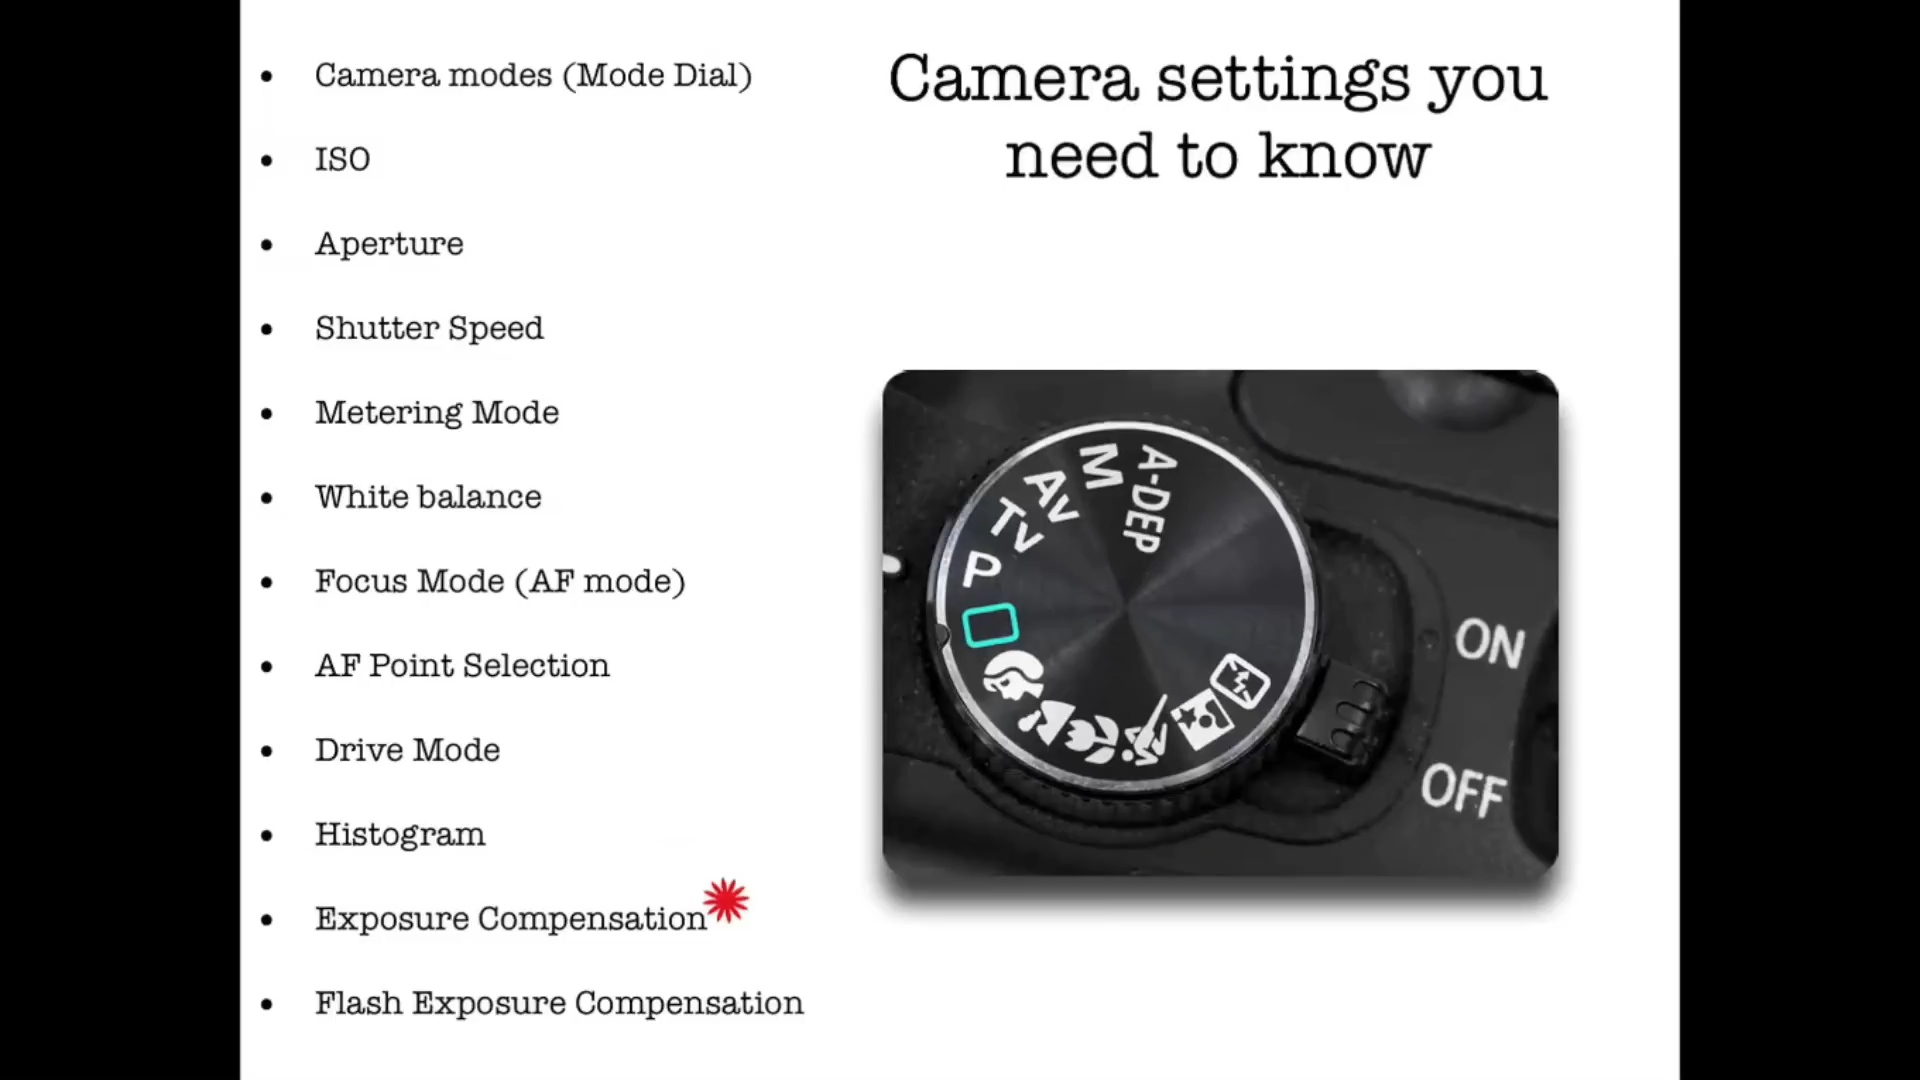 Camera settings you
need to know
• Camera modes (Mode Dial)
• ISO
• Aperture
• Shutter Speed
• Metering Mode
• White balance
• Focus Mode (AF mode)
• AF Point Selection
• Drive Mode
• Histogram
• Exposure Compensation
• Flash Exposure Compensation
A-DEP
M
Av
Tv
P
ON
OFF